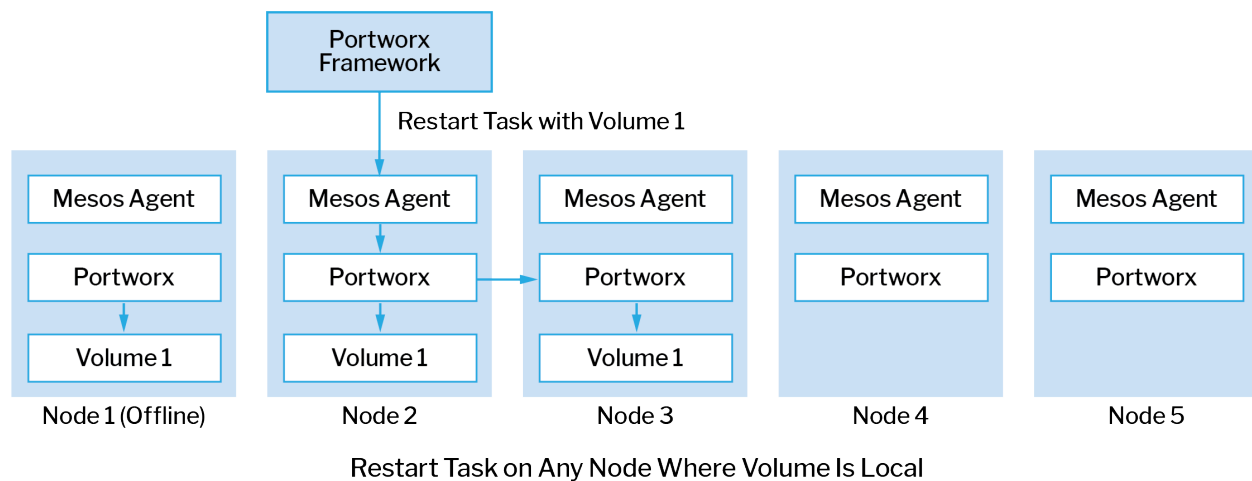 Portworx
Framework
Restart Task with Volume 1
Mesos Agent
Mesos Agent
Mesos Agent
Mesos Agent
Mesos Agent
Portworx
Portworx
Portworx
Portworx
Portworx
Volume 1
Volume 1
Volume 1
Node 1 (Offline)
Node 2
Node 3
Node 4
Node 5
Restart Task on Any Node Where Volume Is Local